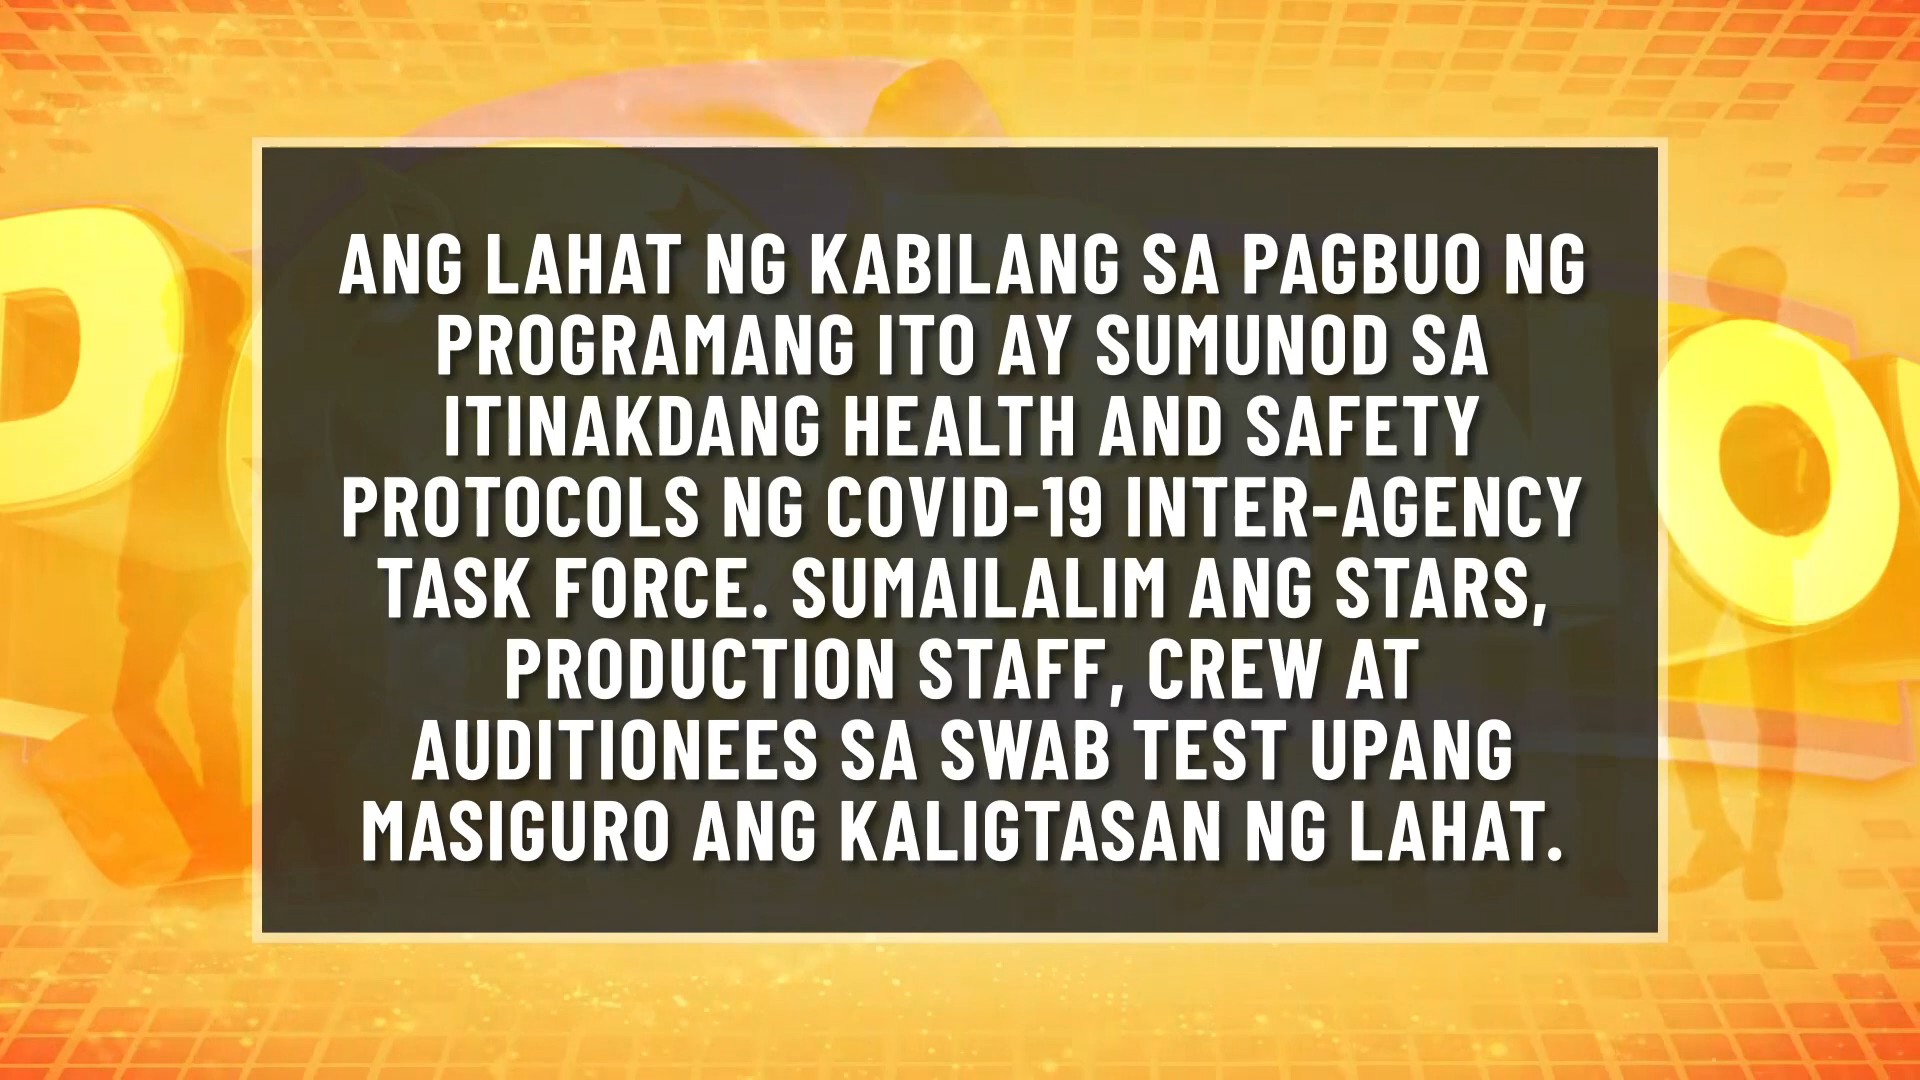 ANG LAHAT NG KABILANG SA PAGBUO NG
PROGRAMANG ITO AY SUMUNOD SA
ITINAKDANG HEALTH AND SAFETY
PROTOCOLS NG COVID-19 INTER-AGENCY
TASK FORCE. SUMAILALIM ANG STARS,
PRODUCTION STAFF, CREW AT
AUDITIONEES SA SWAB TEST UPANG
MASIGURO ANG KALIGTASAN NG LAHAT.